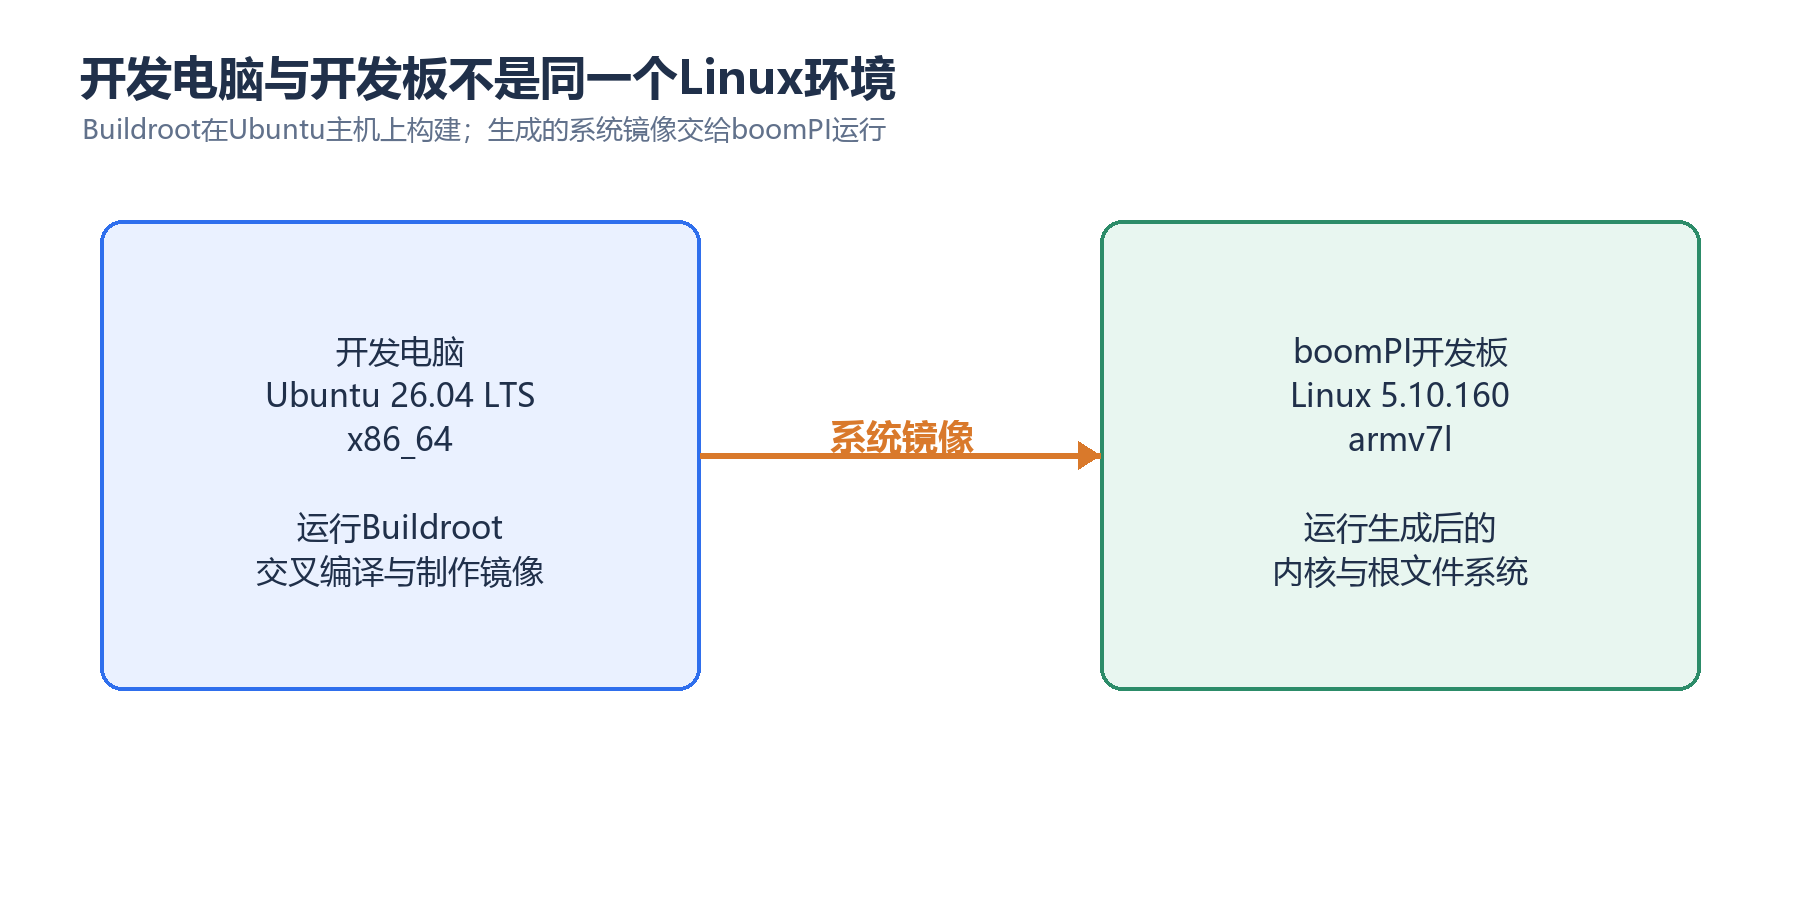 开发电脑与开发板不是同一个Linux环境
Buildroot在Ubuntu主机上构建；生成的系统镜像交给boomPI运行
开发电脑
Ubuntu 26.04 LTS
x86_64
运行Buildroot
交叉编译与制作镜像
系统镜像
boomPI开发板
Linux 5.10.160
armv7l
运行生成后的
内核与根文件系统